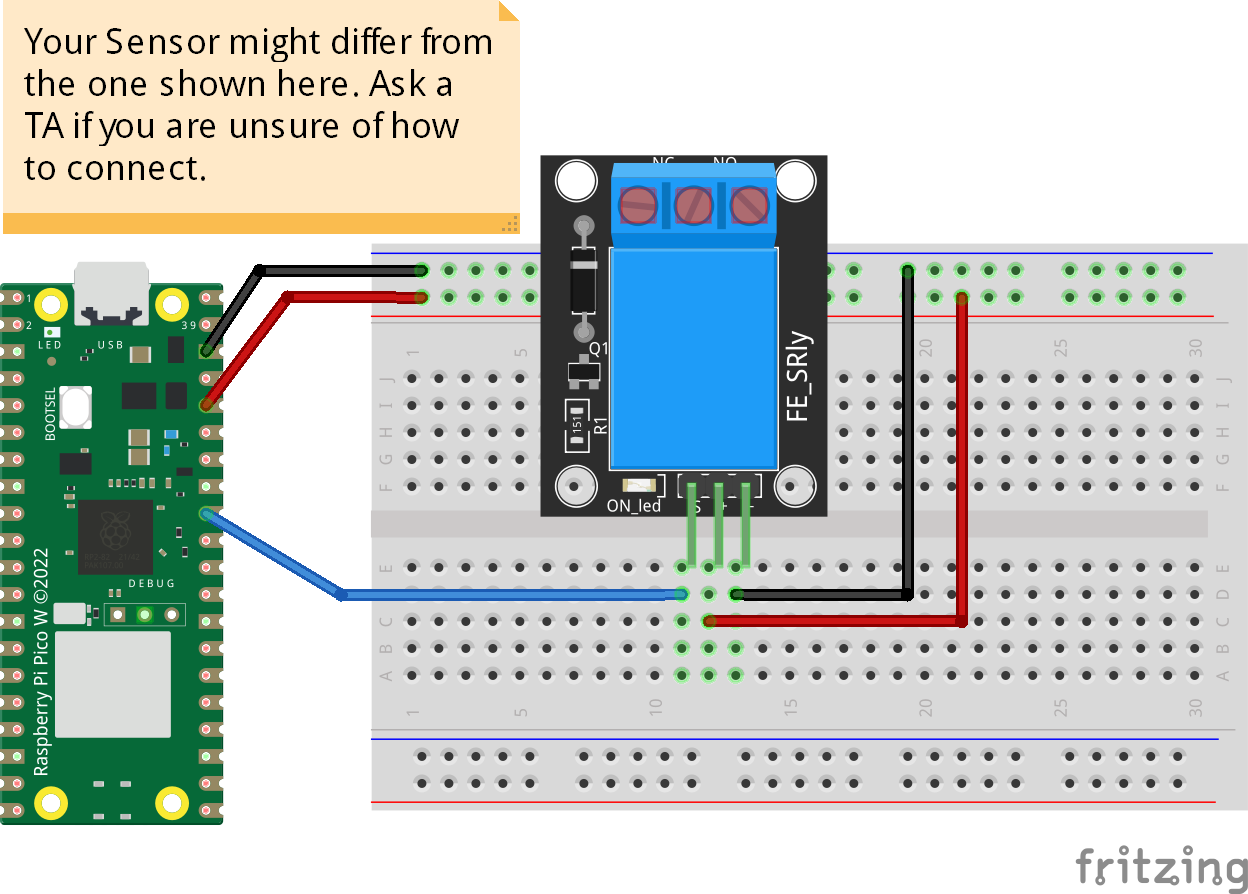 Your Sensor might differ from
the one shown here. Ask a
TA if you are unsure of how
to connect.
NC NO
1
2
39
LED USB
BOOTSEL
DEBUG
Raspberry Pi Pico W ©2022
Q1
151
R1
FE_SRly
ON_led
S +
1 5 20 25 30
J J
I I
H H
G G
F F
E E
D D
C C
B B
A A
1 5 10 15 20 25 30
fritzing